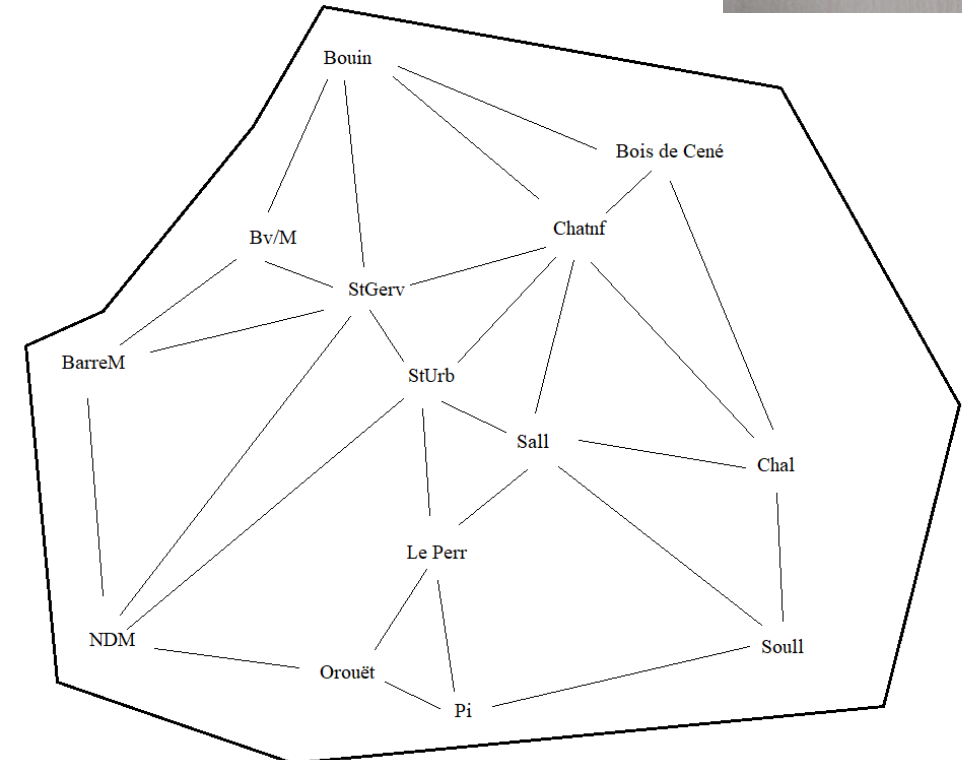 Bouin
Bois de Cené
Chatnf
Bv/M
StGerv
BarreM
StUrb
Sall
Chal
Le Perr
NDM
Orouët
Soull
Pi